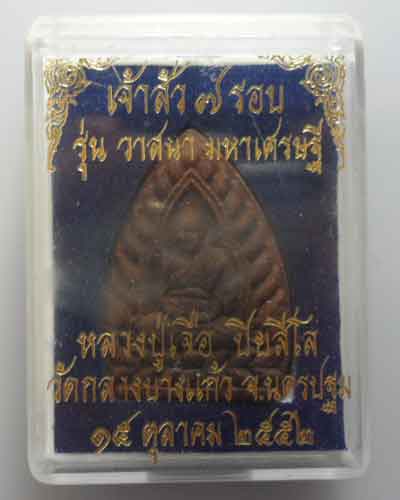 เจ้าสัว ๗ รอบ
รุ่น วาสนา มหาเศรษฐี
หลวงปู่เจือ ปิยสีโล
วัดกลางบางแก้ว จ.นครปฐม
๑๕ ตุลาคม ๒๕๕๒